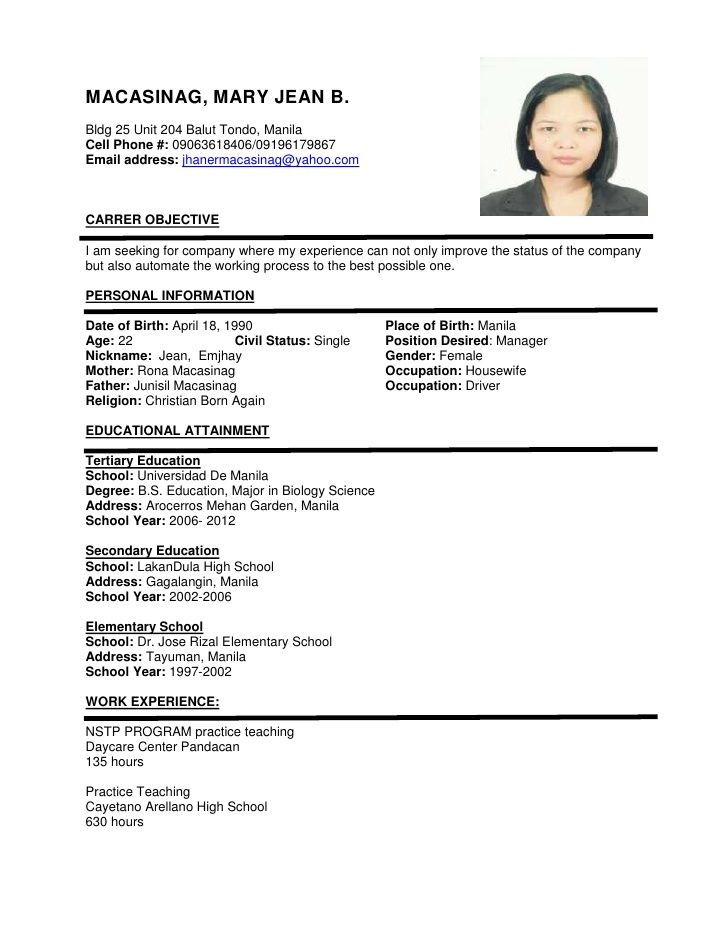 MACASINAG, MARY JEAN B.
Bldg 25 Unit 204 Balut Tondo, Manila
Cell Phone #: 09063618406/09196179867
Email address: jhanermacasinag@yahoo.com
CARRER OBJECTIVE
I am seeking for company where my experience can not only improve the status of the company
but also automate the working process to the best possible one.
PERSONAL INFORMATION
Date of Birth: April 18, 1990 Place of Birth: Manila
Age: 22 Civil Status: Single Position Desired: Manager
Nickname: Jean, Emjhay Gender: Female
Mother: Rona Macasinag Occupation: Housewife
Father: Junisil Macasinag Occupation: Driver
Religion: Christian Born Again
EDUCATIONAL ATTAINMENT
Tertiary Education
School: Universidad De Manila
Degree: B.S. Education, Major in Biology Science
Address: Arocerros Mehan Garden, Manila
School Year: 2006- 2012
Secondary Education
School: LakanDula High School
Address: Gagalangin, Manila
School Year: 2002-2006
Elementary School
School: Dr. Jose Rizal Elementary School
Address: Tayuman, Manila
School Year: 1997-2002
WORK EXPERIENCE:
NSTP PROGRAM practice teaching
Daycare Center Pandacan
135 hours
Practice Teaching
Cayetano Arellano High School
630 hours